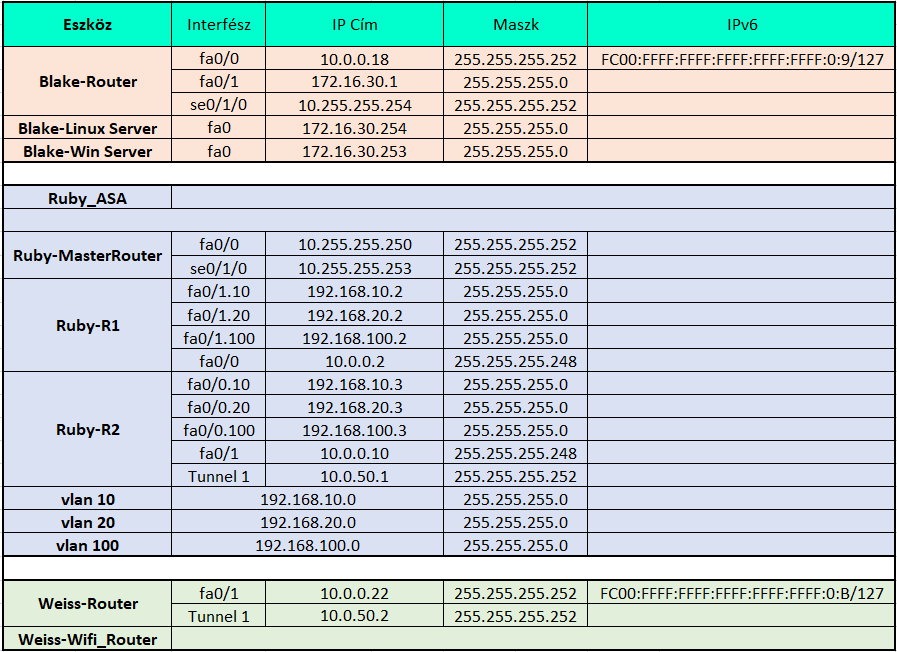 Eszköz Interfész IP Cím Maszk IPv6
Blake-Router fa0/0 10.0.0.18 255.255.255.252 FC00:FFFF:FFFF:FFFF:FFFF:FFFF:0:9/127
fa0/1 172.16.30.1 255.255.255.0
se0/1/0 10.255.255.254 255.255.255.252
Blake-Linux Server fa0 172.16.30.254 255.255.255.0
Blake-Win Server fa0 172.16.30.253 255.255.255.0
Ruby_ASA
Ruby-MasterRouter fa0/0 10.255.255.250 255.255.255.252
se0/1/0 10.255.255.253 255.255.255.252
Ruby-R1 fa0/1.10 192.168.10.2 255.255.255.0
fa0/1.20 192.168.20.2 255.255.255.0
fa0/1.100 192.168.100.2 255.255.255.0
fa0/0 10.0.0.2 255.255.255.248
Ruby-R2 fa0/0.10 192.168.10.3 255.255.255.0
fa0/0.20 192.168.20.3 255.255.255.0
fa0/0.100 192.168.100.3 255.255.255.0
fa0/1 10.0.0.10 255.255.255.248
Tunnel 1 10.0.50.1 255.255.255.252
vlan 10 192.168.10.0 255.255.255.0
vlan 20 192.168.20.0 255.255.255.0
vlan 100 192.168.100.0 255.255.255.0
Weiss-Router fa0/1 10.0.0.22 255.255.255.252 FC00:FFFF:FFFF:FFFF:FFFF:FFFF:0:B/127
Tunnel 1 10.0.50.2 255.255.255.252
Weiss-Wifi_Router